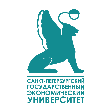 САНКТ-ПЕТЕРБУРГСКИЙ
ГОСУДАРСТВЕННЫЙ
ЭКОНОМИЧЕСКИЙ
УНИВЕРСИТЕТ